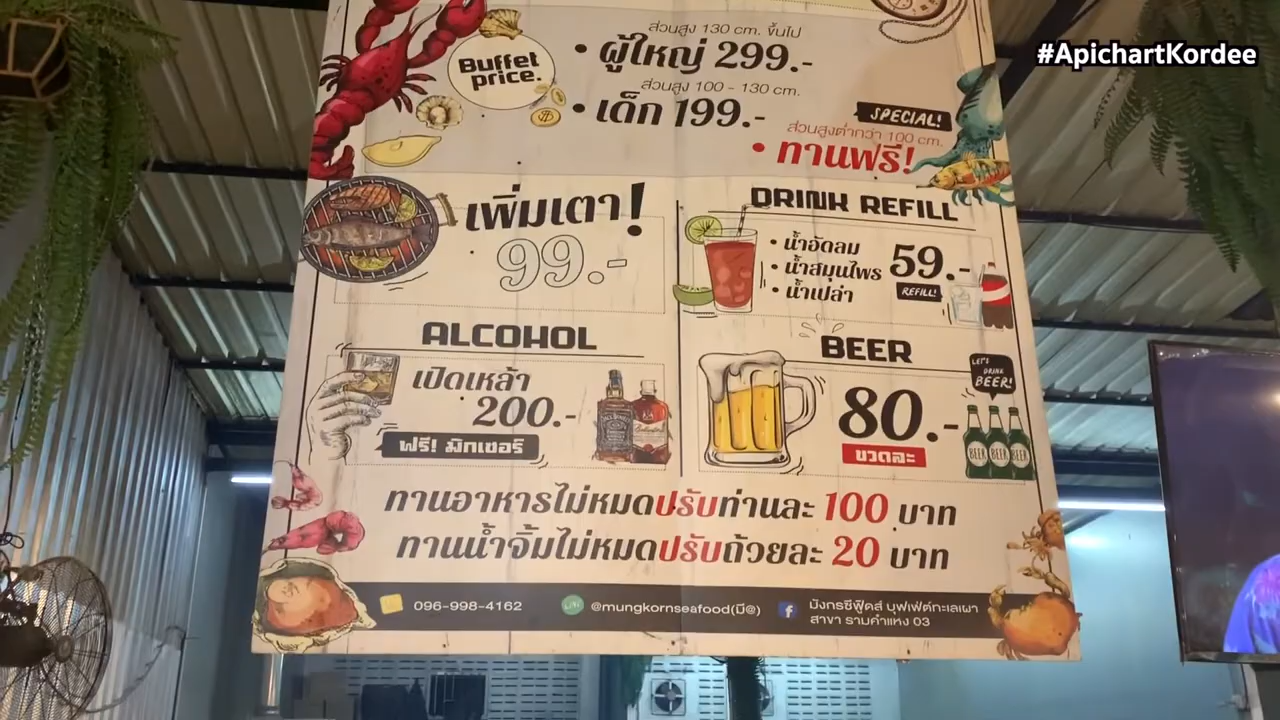 #ApichartKordee
Buffet
price.
ส่วนสูง 130 cm. ขึ้นไป
• ผู้ใหญ่ 299.-
ส่วนสูง 100 - 130 cm.
• เด็ก 199.-
SPECIAL!
ส่วนสูงต่ำกว่า 100 cm.
• ทานฟรี!
เพิ่มเตา!
99.-
DRINK REFILL
• น้ำอัดลม
• น้ำสมุนไพร
• น้ำเปล่า
59.-
REFILL!
ALCOHOL
เปิดเหล้า
200.-
ฟรี! มิกเซอร์
BEER
LET'S
DRINK
BEER!
80.-
ขวดละ
BEER BEER BEER
ทานอาหารไม่หมดปรับท่านละ 100 บาท
ทานน้ำจิ้มไม่หมดปรับถ้วยละ 20 บาท
096-998-4162
LINE
@mungkornseafood(มี@)
มังกรซีฟู๊ดส์ บุฟเฟ่ต์ทะเลเผา
สาขา รามคำแหง 03